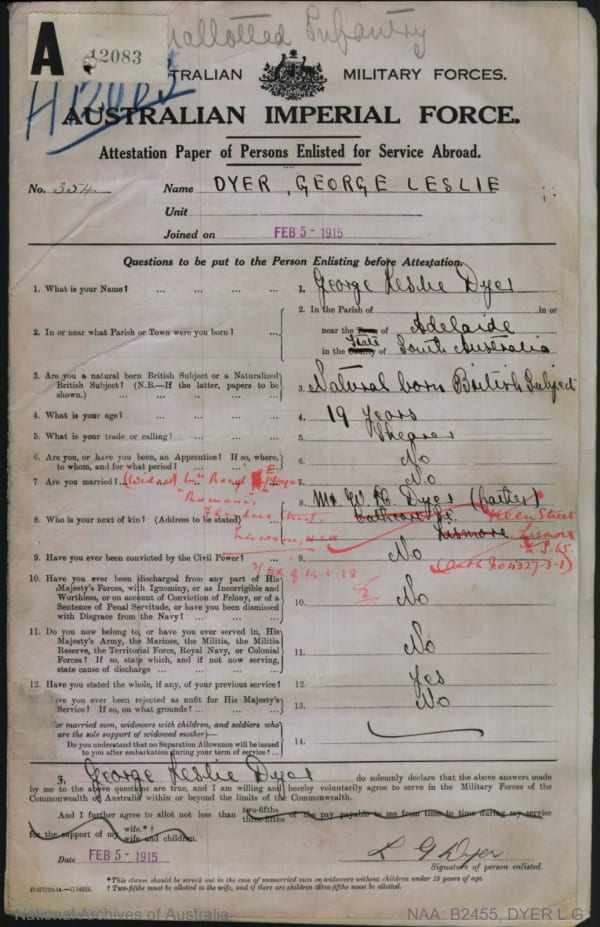 Unallotted Infantry
A
12083
H12083
TRALIAN MILITARY FORCES.
AUSTRALIAN IMPERIAL FORCE.
Attestation Paper of Persons Enlisted for Service Abroad.
No. 354. Name DYER, GEORGE LESLIE
Unit
Joined on FEB 5 - 1915
Questions to be put to the Person Enlisting before Attestation.
1. What is your Name? ... ... ... ... 1. George Leslie Dyer
2. In or near what Parish or Town were you born? ... 2. In the Parish of in or
near the Town of Adelaide
in the County State of South Australia
3. Are you a natural born British Subject or a Naturalized
British Subject? (N.B.—If the latter, papers to be
shown.) ... ... ... ... 3. Natural born British Subject
4. What is your age? ... ... ... ... 4. 19 Years
5. What is your trade or calling? ... ... ... 5. Shearer
6. Are you, or have you been, an Apprentice? If so, where,
to whom, and for what period? ... ... ... 6. No
7. Are you married? ... 7. No
(Widow)
E.
Dyer
"
Flinders Street,
8. Who is your next of kin? (Address to be stated) 8. Mr. W. H. Dyer (father)
Cathcart St. Keen Street
Lismore Lismore
N.S.W.
9. Have you ever been convicted by the Civil Power? ... 9. No
(Auth. No 4327-3-1)
10. Have you ever been discharged from any part of His
Majesty's Forces, with Ignominy, or as Incorrigible and
Worthless, or on account of Conviction of Felony, or of a
Sentence of Penal Servitude, or have you been dismissed
with Disgrace from the Navy? ... ... ... 10. No
11. Do you now belong to, or have you ever served in, His
Majesty's Army, the Marines, the Militia, the Militia
Reserve, the Territorial Force, Royal Navy, or Colonial
Forces? If so, state which, and if not now serving,
state cause of discharge ... ... ... 11. No
12. Have you stated the whole, if any, of your previous service? 12. Yes
ave you ever been rejected as unfit for His Majesty's
Service? If so, on what grounds? ... ... ... 13. No
or married men, widowers with children, and soldiers who
are the sole support of widowed mother)—
Do you understand that no Separation Allowance will be issued
to you after embarkation during your term of service? ... 14.
I, George Leslie Dyer do solemnly declare that the above answers made
by me to the above questions are true, and I am willing and hereby voluntarily agree to serve in the Military Forces of the
Commonwealth of Australia within or beyond the limits of the Commonwealth.
And I further agree to allot not less than two-fifths three-fifths of the pay payable to me from time to time during my service
for the support of my wife.*† wife and children.
Date FEB 5 - 1915 L G Dyer
Signature of person enlisted.
*This clause should be struck out in the case of unmarried men or widowers without children under 18 years of age.
† Two-fifths must be allotted to the wife, and if there are children three-fifths must be allotted.
National Archives of Australia NAA: B2455, DYER L G